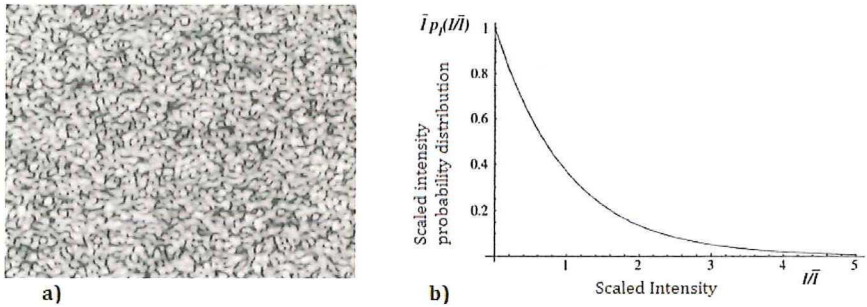 a)
Ī p_I(I/Ī)
1
0.8
0.6
0.4
0.2
Scaled intensity
probability distribution
1 2 3 4 5
Scaled Intensity
I/Ī
b)